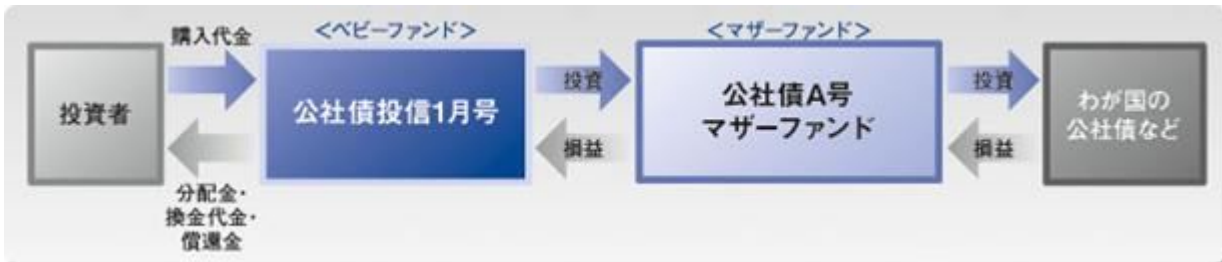 投資者
購入代金
分配金・
換金代金・
償還金
＜ベビーファンド＞
公社債投信1月号
投資
損益
＜マザーファンド＞
公社債A号
マザーファンド
投資
損益
わが国の
公社債など